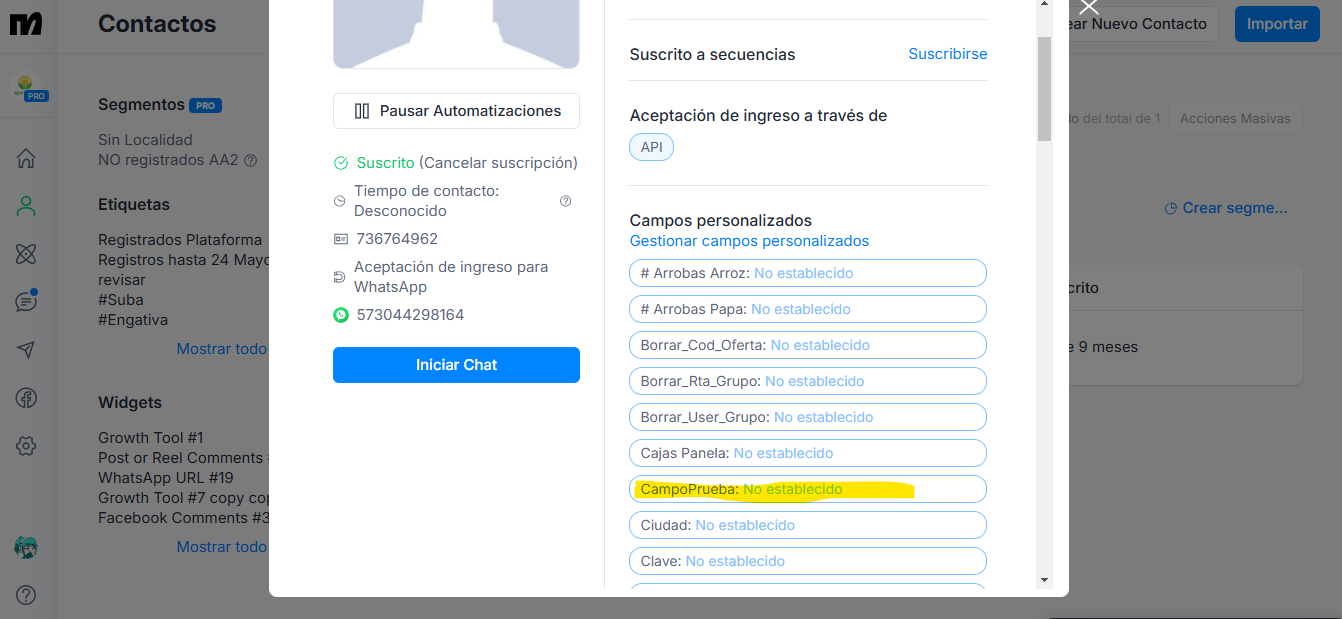 Contactos
PRO
Segmentos PRO
Sin Localidad
NO registrados AA2
Etiquetas
Registrados Plataforma
Registros hasta 24 Mayo
revisar
#Suba
#Engativa
Mostrar todo
Widgets
Growth Tool #1
Post or Reel Comments
WhatsApp URL #19
Growth Tool #7 copy
Facebook Comments #3
Mostrar todo
Pausar Automatizaciones
Suscrito (Cancelar suscripción)
Tiempo de contacto:
Desconocido
736764962
Aceptación de ingreso para
WhatsApp
573044298164
Iniciar Chat
Suscrito a secuencias Suscribirse
Aceptación de ingreso a través de
API
Campos personalizados
Gestionar campos personalizados
# Arrobas Arroz: No establecido
# Arrobas Papa: No establecido
Borrar_Cod_Oferta: No establecido
Borrar_Rta_Grupo: No establecido
Borrar_User_Grupo: No establecido
Cajas Panela: No establecido
CampoPrueba: No establecido
Ciudad: No establecido
Clave: No establecido
ear Nuevo Contacto
Importar
del total de 1
Acciones Masivas
Crear segme...
crito
e 9 meses